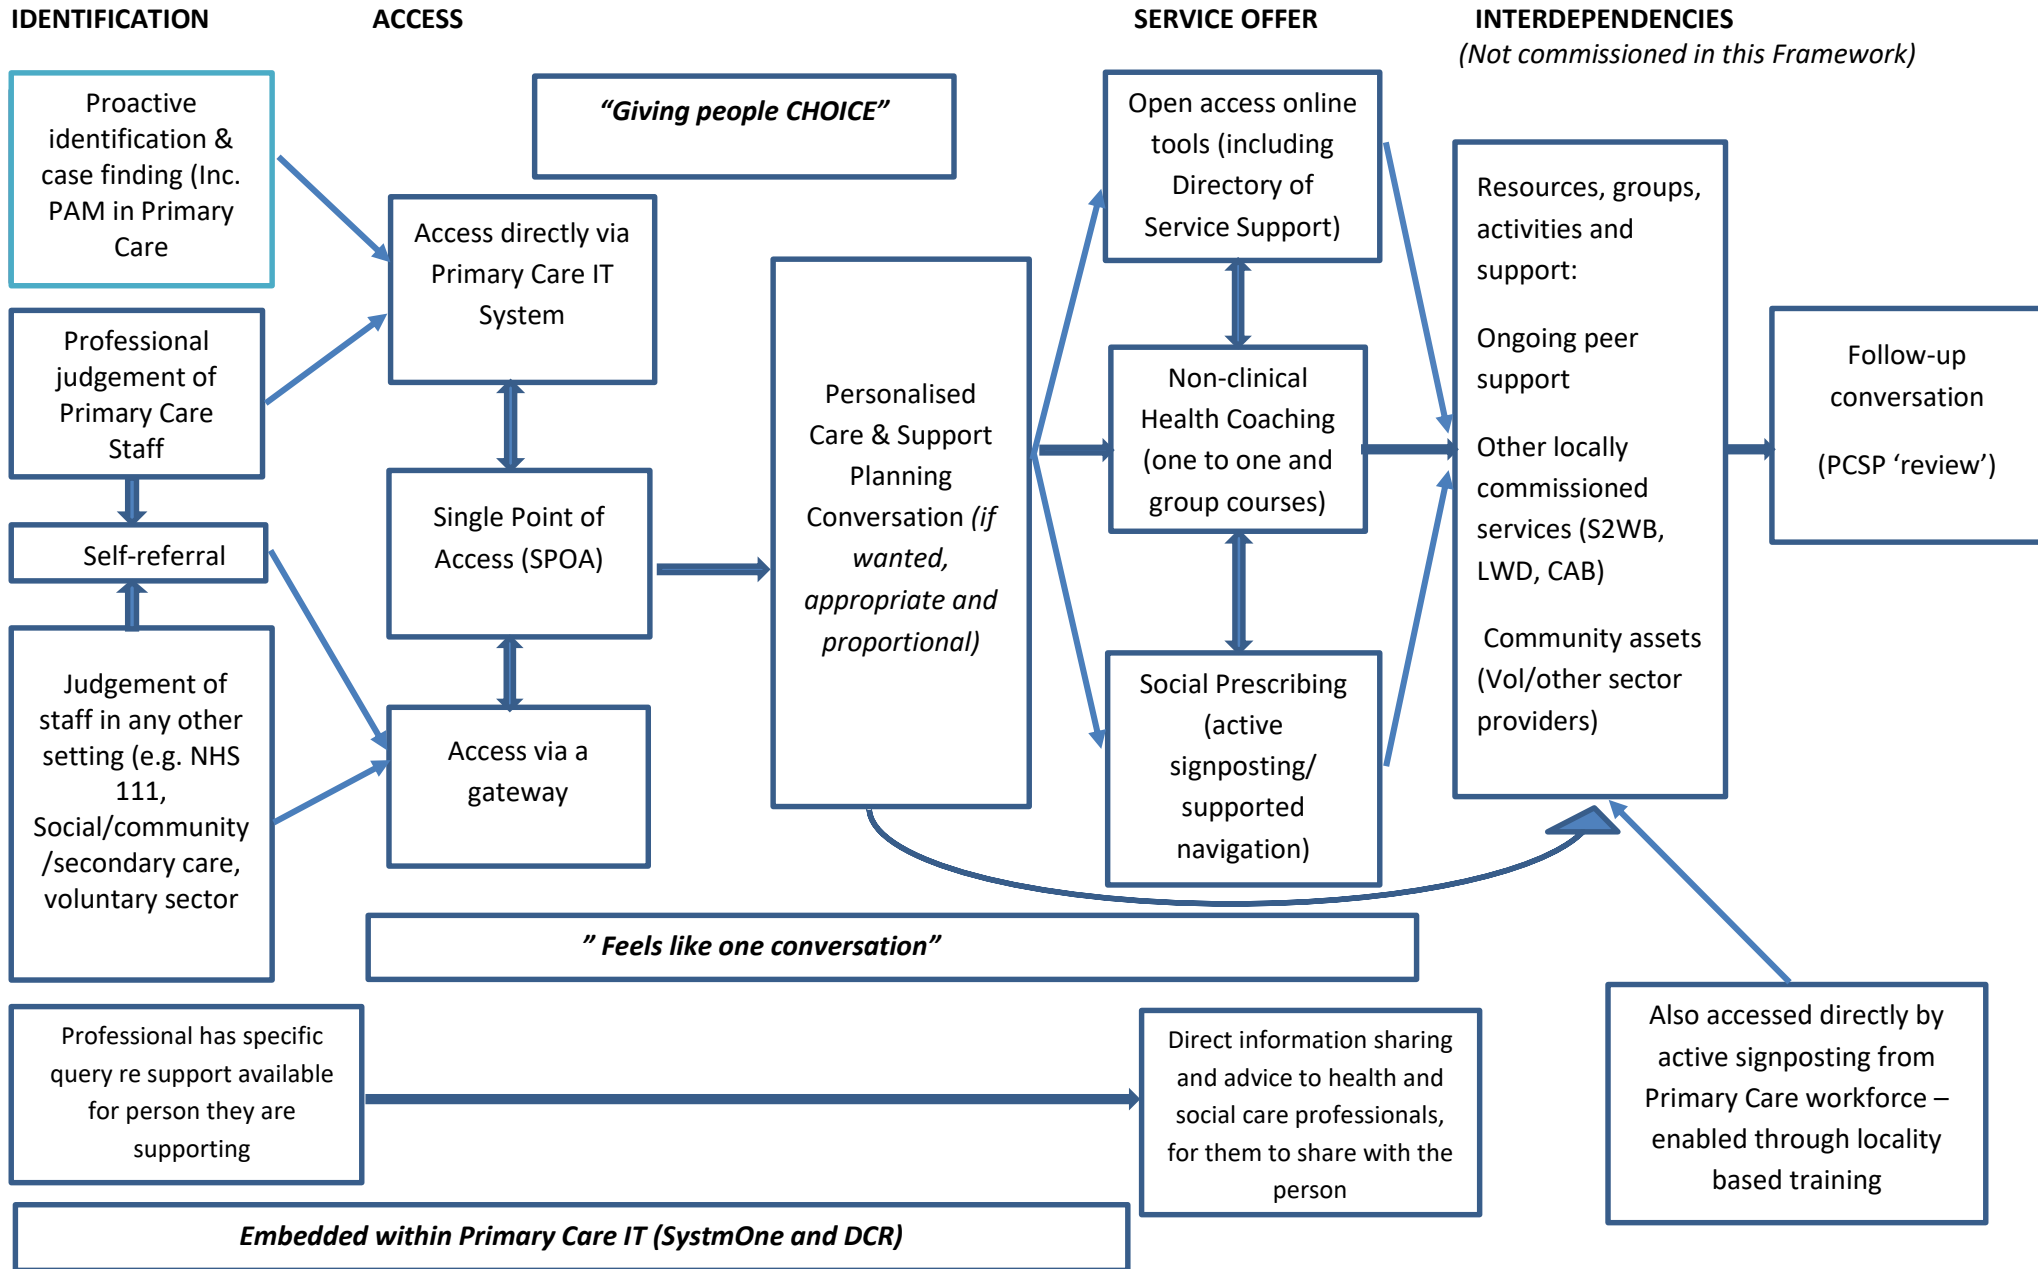 IDENTIFICATION
ACCESS
SERVICE OFFER
INTERDEPENDENCIES
(Not commissioned in this Framework)
Proactive
identification &
case finding (Inc.
PAM in Primary
Care
Professional
judgement of
Primary Care
Staff
Self-referral
Judgement of
staff in any other
setting (e.g. NHS
111,
Social/community
/secondary care,
voluntary sector
"Giving people CHOICE"
Access directly via
Primary Care IT
System
Single Point of
Access (SPOA)
Access via a
gateway
Personalised
Care & Support
Planning
Conversation (if
wanted,
appropriate and
proportional)
Open access online
tools (including
Directory of
Service Support)
Non-clinical
Health Coaching
(one to one and
group courses)
Social Prescribing
(active
signposting/
supported
navigation)
Resources, groups,
activities and
support:
Ongoing peer
support
Other locally
commissioned
services (S2WB,
LWD, CAB)
Community assets
(Vol/other sector
providers)
Follow-up
conversation
(PCSP ‘review’)
” Feels like one conversation”
Professional has specific
query re support available
for person they are
supporting
Direct information sharing
and advice to health and
social care professionals,
for them to share with the
person
Also accessed directly by
active signposting from
Primary Care workforce –
enabled through locality
based training
Embedded within Primary Care IT (SystmOne and DCR)